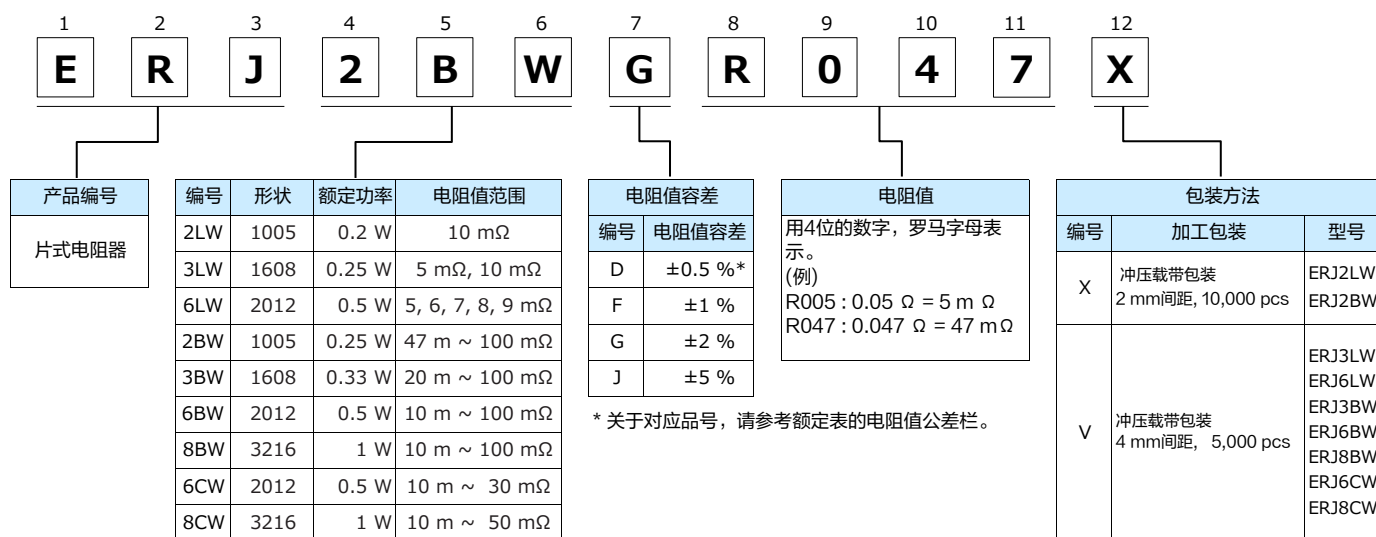 1 2 3 4 5 6 7 8 9 10 11 12
E R J 2 B W G R 0 4 7 X
产品编号
片式电阻器
编号 形状 额定功率 电阻值范围
2LW 1005 0.2 W 10 mΩ
3LW 1608 0.25 W 5 mΩ, 10 mΩ
6LW 2012 0.5 W 5, 6, 7, 8, 9 mΩ
2BW 1005 0.25 W 47 m ~ 100 mΩ
3BW 1608 0.33 W 20 m ~ 100 mΩ
6BW 2012 0.5 W 10 m ~ 100 mΩ
8BW 3216 1 W 10 m ~ 100 mΩ
6CW 2012 0.5 W 10 m ~ 30 mΩ
8CW 3216 1 W 10 m ~ 50 mΩ
电阻值容差
编号 电阻值容差
D ±0.5 %*
F ±1 %
G ±2 %
J ±5 %
* 关于对应品号，请参考额定表的电阻值公差栏。
电阻值
用4位的数字，罗马字母表
示。
(例)
R005 : 0.05 Ω = 5 m Ω
R047 : 0.047 Ω = 47 mΩ
包装方法
编号 加工包装 型号
X
冲压载带包装
2 mm间距, 10,000 pcs
ERJ2LW
ERJ2BW
V
冲压载带包装
4 mm间距, 5,000 pcs
ERJ3LW
ERJ6LW
ERJ3BW
ERJ6BW
ERJ8BW
ERJ6CW
ERJ8CW